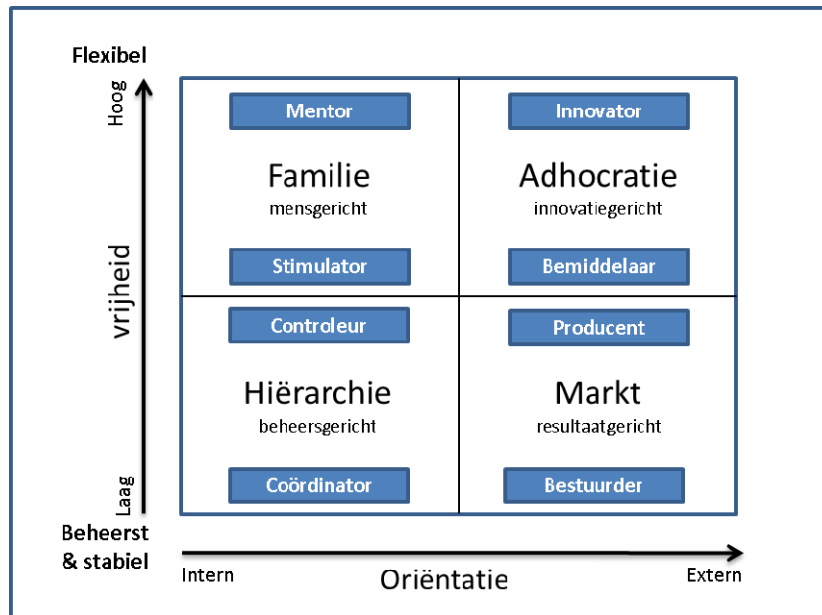 Flexibel
Hoog
Mentor
Innovator
Familie
mensgericht
Adhocratie
innovatiegericht
Stimulator
Bemiddelaar
vrijheid
Controleur
Producent
Hiërarchie
beheersgericht
Markt
resultaatgericht
Coördinator
Bestuurder
Laag
Beheerst
& stabiel
Intern
Oriëntatie
Extern